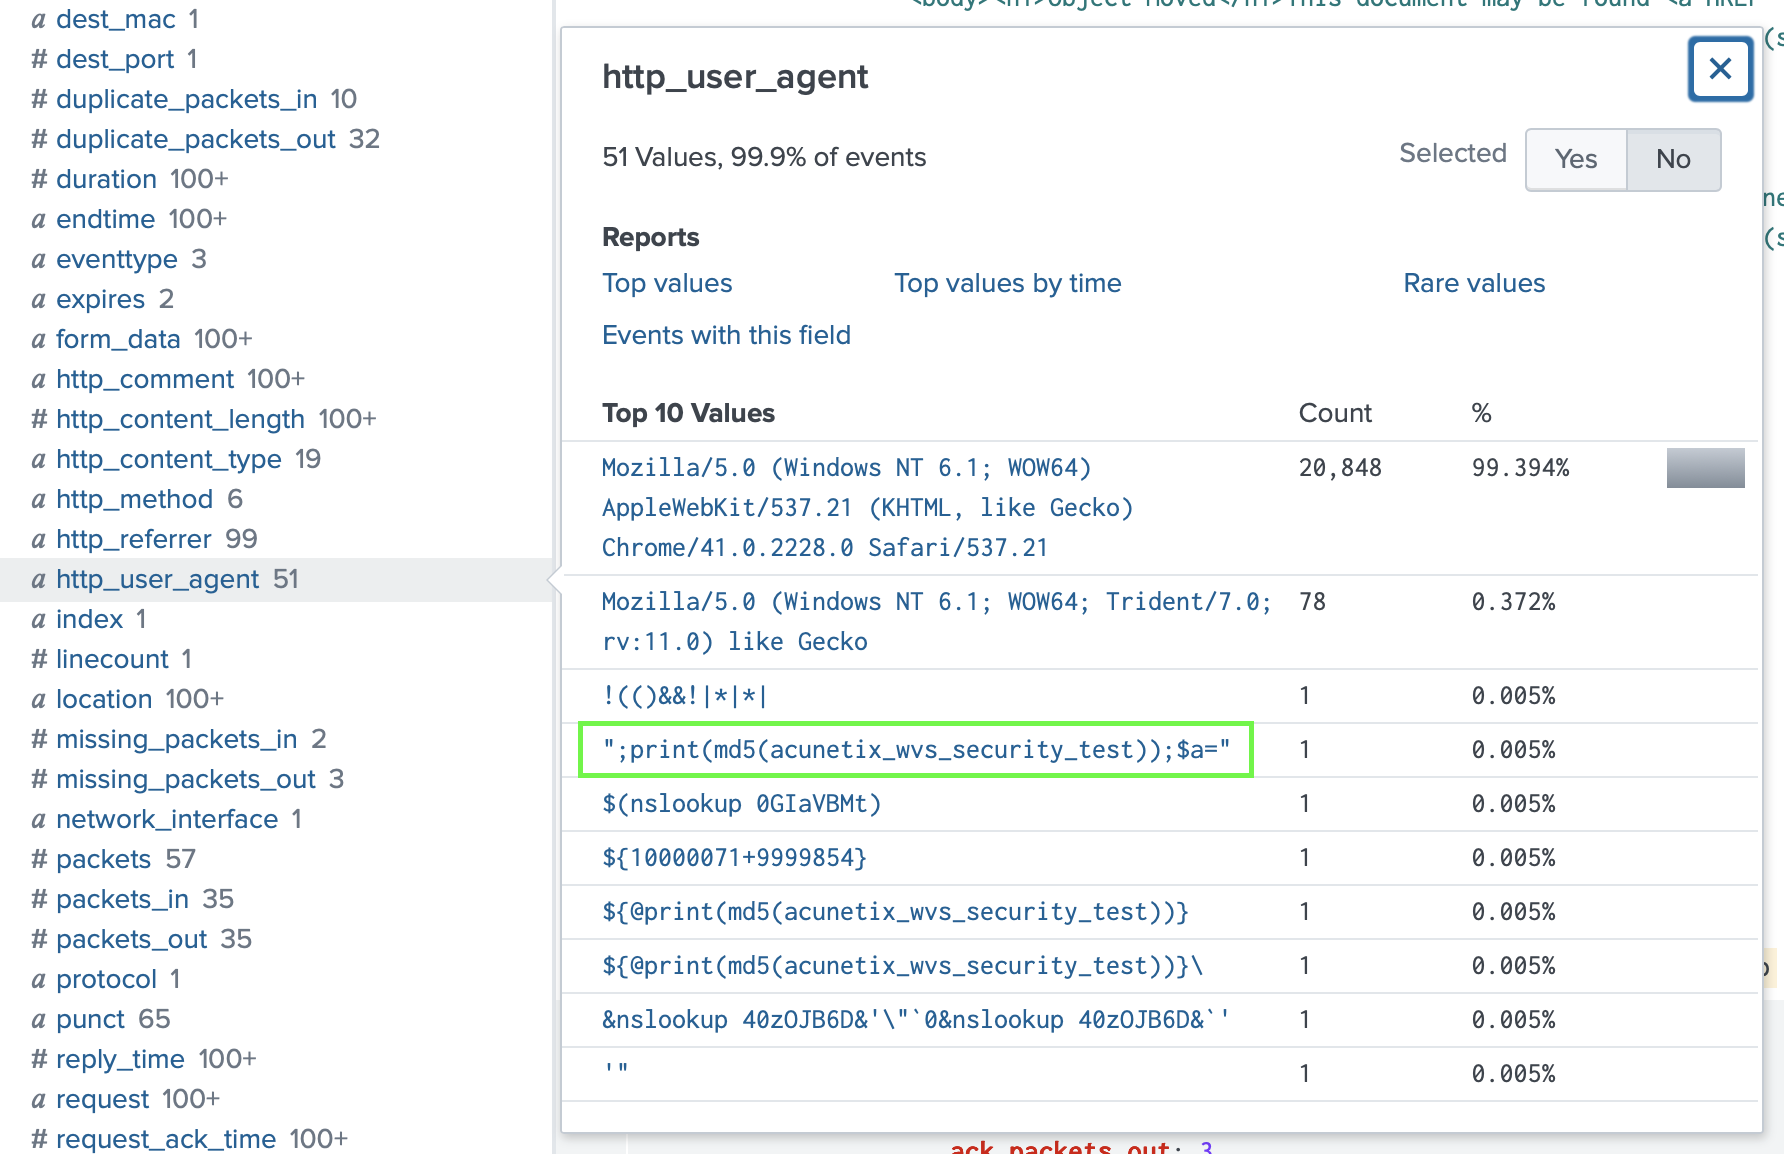 a dest_mac 1
# dest_port 1
# duplicate_packets_in 10
# duplicate_packets_out 32
# duration 100+
a endtime 100+
a eventtype 3
a expires 2
a form_data 100+
a http_comment 100+
# http_content_length 100+
a http_content_type 19
a http_method 6
a http_referrer 99
a http_user_agent 51
a index 1
# linecount 1
a location 100+
# missing_packets_in 2
# missing_packets_out 3
a network_interface 1
# packets 57
# packets_in 35
# packets_out 35
a protocol 1
a punct 65
# reply_time 100+
a request 100+
# request_ack_time 100+
http_user_agent
51 Values, 99.9% of events
Selected Yes No
Reports
Top values Top values by time Rare values
Events with this field
Top 10 Values Count %
Mozilla/5.0 (Windows NT 6.1; WOW64) 20,848 99.394%
AppleWebKit/537.21 (KHTML, like Gecko)
Chrome/41.0.2228.0 Safari/537.21
Mozilla/5.0 (Windows NT 6.1; WOW64; Trident/7.0; 78 0.372%
rv:11.0) like Gecko
!(()&&!|*|*| 1 0.005%
";print(md5(acunetix_wvs_security_test));$a=" 1 0.005%
$(nslookup 0GIaVBMt) 1 0.005%
${10000071+9999854} 1 0.005%
${@print(md5(acunetix_wvs_security_test))} 1 0.005%
${@print(md5(acunetix_wvs_security_test))}\ 1 0.005%
&nslookup 40zOJB6D&'\"`0&nslookup 40zOJB6D&`' 1 0.005%
'" 1 0.005%
ack_packets_out: 3